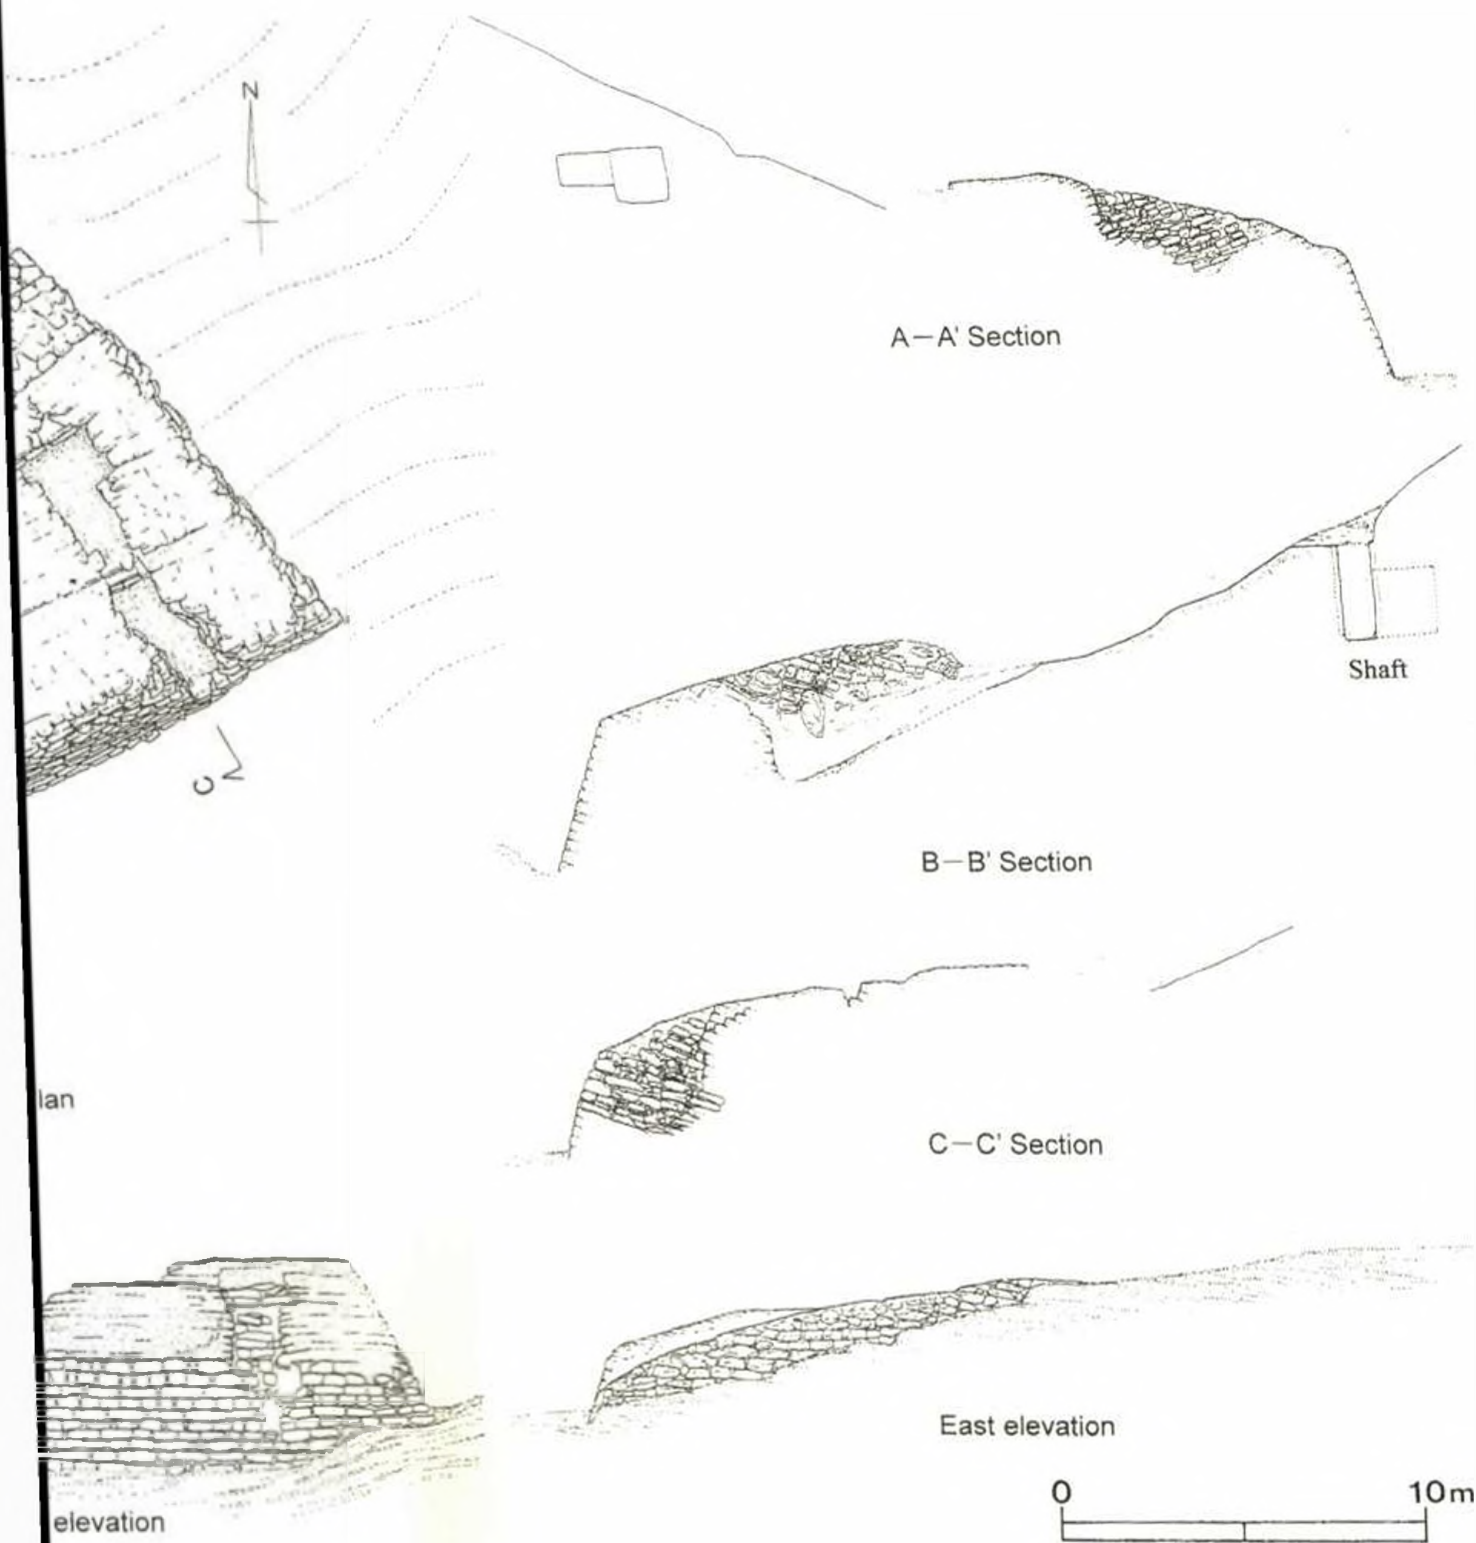 N
A—A' Section
Shaft
B—B' Section
C
lan
C—C' Section
East elevation
elevation
0 10m